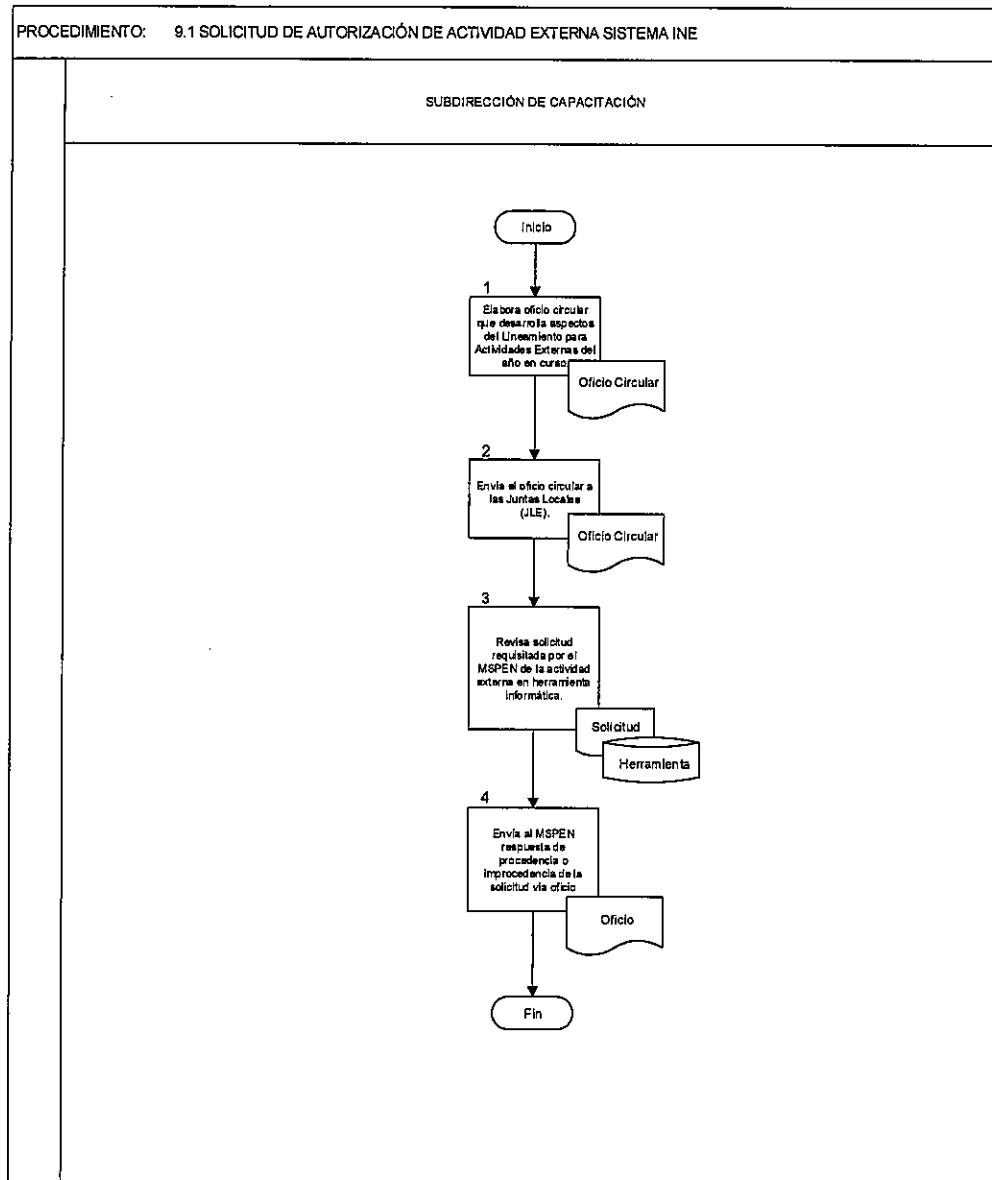 PROCEDIMIENTO: 9.1 SOLICITUD DE AUTORIZACIÓN DE ACTIVIDAD EXTERNA SISTEMA INE
SUBDIRECCIÓN DE CAPACITACIÓN
Inicio
1
Elabora oficio circular
que desarrolla aspectos
del Lineamiento para
Actividades Externas del
año en curso.
Oficio Circular
2
Envía el oficio circular a
las Juntas Locales
(JLE).
Oficio Circular
3
Revisa solicitud
requisitada por el
MSPEN de la actividad
externa en herramienta
informática.
Solicitud
Herramienta
4
Envía al MSPEN
respuesta de
procedencia o
improcedencia de la
solicitud vía oficio
Oficio
Fin